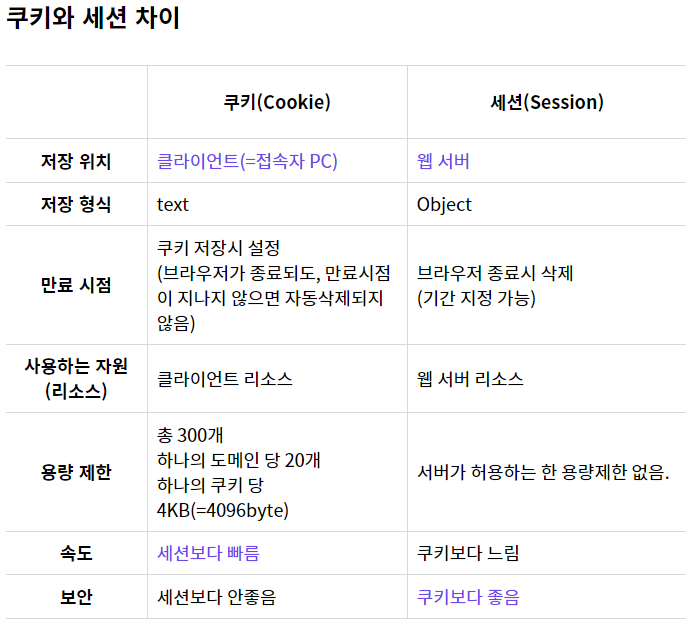 쿠키와 세션 차이
쿠키(Cookie) 세션(Session)
저장 위치 클라이언트(=접속자 PC) 웹 서버
저장 형식 text Object
만료 시점
쿠키 저장시 설정
(브라우저가 종료되도, 만료시점
이 지나지 않으면 자동삭제되지
않음)
브라우저 종료시 삭제
(기간 지정 가능)
사용하는 자원
(리소스)
클라이언트 리소스 웹 서버 리소스
용량 제한
총 300개
하나의 도메인 당 20개
하나의 쿠키 당
4KB(=4096byte)
서버가 허용하는 한 용량제한 없음.
속도 세션보다 빠름 쿠키보다 느림
보안 세션보다 안좋음 쿠키보다 좋음